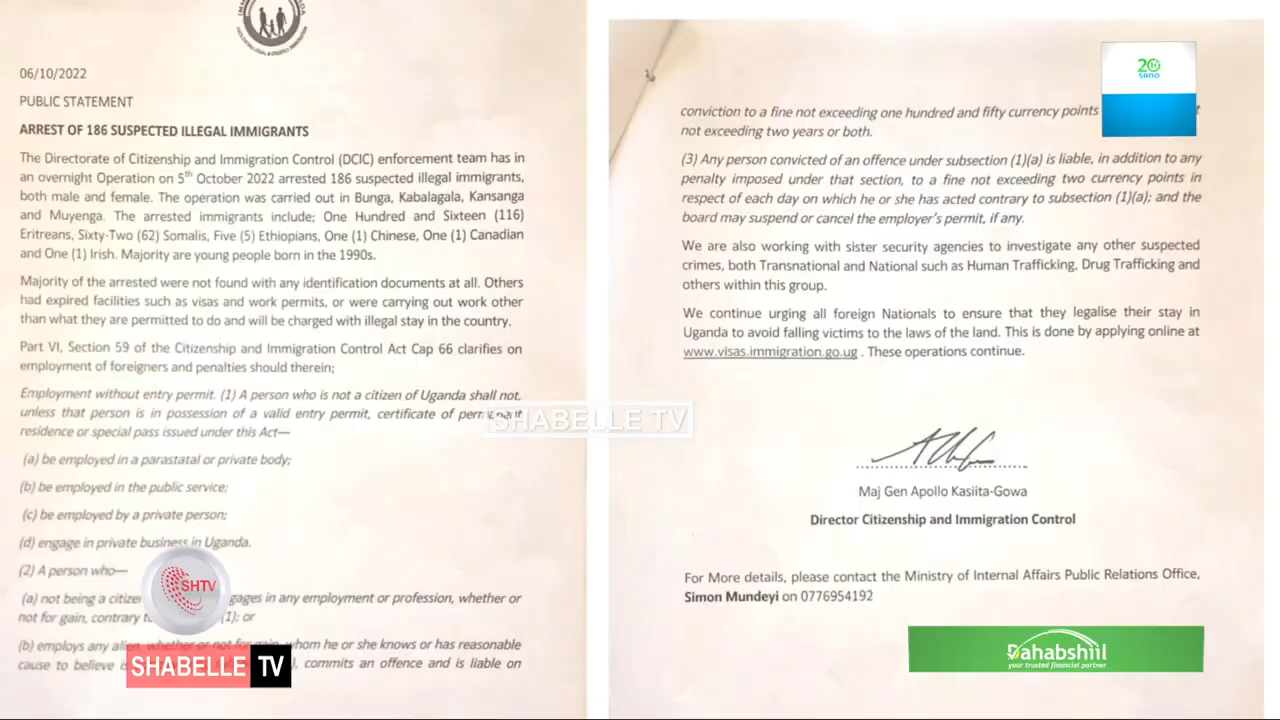 06/10/2022
PUBLIC STATEMENT
ARREST OF 186 SUSPECTED ILLEGAL IMMIGRANTS
The Directorate of Citizenship and Immigration Control (DCIC) enforcement team has in
an overnight Operation on 5th October 2022 arrested 186 suspected illegal immigrants,
both male and female. The operation was carried out in Bunga, Kabalagala, Kansanga
and Muyenga. The arrested immigrants include; One Hundred and Sixteen (116)
Eritreans, Sixty-Two (62) Somalis, Five (5) Ethiopians, One (1) Chinese, One (1) Canadian
and One (1) Irish. Majority are young people born in the 1990s.
Majority of the arrested were not found with any identification documents at all. Others
had expired facilities such as visas and work permits, or were carrying out work other
than what they are permitted to do and will be charged with illegal stay in the country.
Part VI, Section 59 of the Citizenship and Immigration Control Act Cap 66 clarifies on
employment of foreigners and penalties should therein;
Employment without entry permit. (1) A person who is not a citizen of Uganda shall not,
unless that person is in possession of a valid entry permit, certificate of permanent
residence or special pass issued under this Act—
(a) be employed in a parastatal or private body;
(b) be employed in the public service;
(c) be employed by a private person;
(d) engage in private business in Uganda.
(2) A person who—
(a) not being a citize gages in any employment or profession, whether or
not for gain, contrary (1); or
(b) employs any alien, whether or not for gain, whom he or she knows or has reasonable
cause to believe ), commits an offence and is liable on
SHTV
SHABELLE TV
SHABELLE TV
20
sano
conviction to a fine not exceeding one hundred and fifty currency points
not exceeding two years or both.
(3) Any person convicted of an offence under subsection (1)(a) is liable, in addition to any
penalty imposed under that section, to a fine not exceeding two currency points in
respect of each day on which he or she has acted contrary to subsection (1)(a); and the
board may suspend or cancel the employer's permit, if any.
We are also working with sister security agencies to investigate any other suspected
crimes, both Transnational and National such as Human Trafficking, Drug Trafficking and
others within this group.
We continue urging all foreign Nationals to ensure that they legalise their stay in
Uganda to avoid falling victims to the laws of the land. This is done by applying online at
www.visas.immigration.go.ug . These operations continue.
Maj Gen Apollo Kasiita-Gowa
Director Citizenship and Immigration Control
For More details, please contact the Ministry of Internal Affairs Public Relations Office,
Simon Mundeyi on 0776954192
Dahabshiil
your trusted financial partner